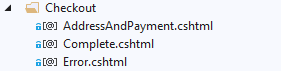 Checkout
[@] AddressAndPayment.cshtml
[@] Complete.cshtml
[@] Error.cshtml